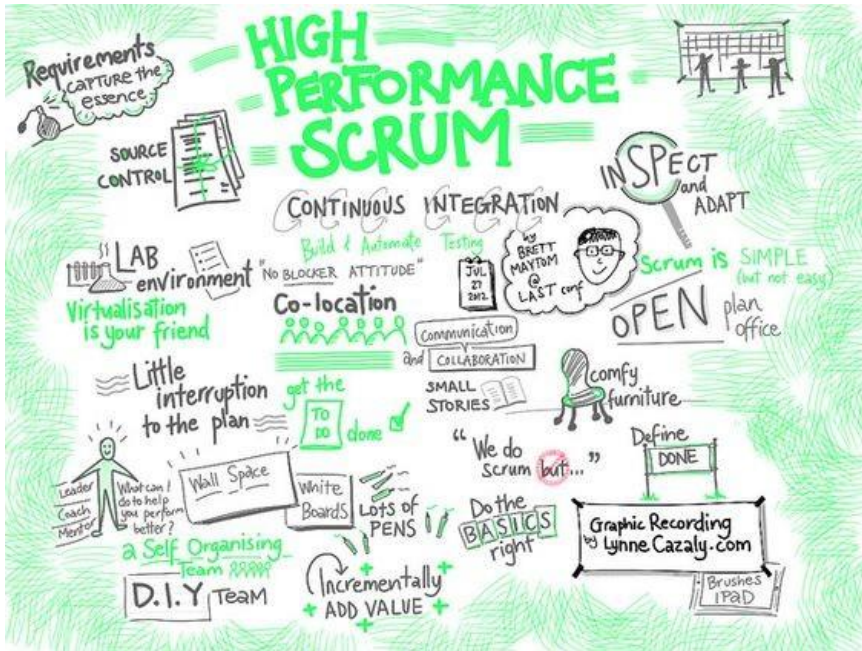 HIGH
PERFORMANCE
SCRUM
Requirements
CAPTURE THE
essence
SOURCE
CONTROL
CONTINUOUS INTEGRATION
Build & Automate Testing
"NO BLOCKER ATTITUDE"
JUL
27
2012
by
BRETT
MAYTOM
@
LAST conf
INSPECT
and
ADAPT
Scrum is SIMPLE
(but not easy)
OPEN plan
office
LAB
environment
Virtualisation
is your friend
Co-location
Communication
and COLLABORATION
Little
interruption
to the plan
get the
TO
DO
done
SMALL
STORIES
comfy
furniture
"We do
scrum but..."
Define
DONE
Leader
Coach
Mentor
What can I
do to help
you perform
better?
Wall Space
White
Boards
LOTS OF
PENS
Do the
BASICS
right
a Self Organising
Team
D.I.Y TEAM
Incrementally
ADD VALUE
Graphic Recording
by Lynne Cazaly.com
Brushes
iPAD